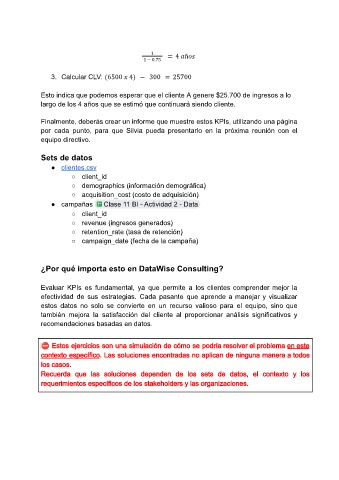 1
1 − 0.75
= 4 años
3. Calcular CLV: (6500 x 4) − 300 = 25700
Esto indica que podemos esperar que el cliente A genere $25.700 de ingresos a lo
largo de los 4 años que se estimó que continuará siendo cliente.
Finalmente, deberás crear un informe que muestre estos KPIs, utilizando una página
por cada punto, para que Silvia pueda presentarlo en la próxima reunión con el
equipo directivo.
Sets de datos
● clientes.csv
○ client_id
○ demographics (información demográfica)
○ acquisition_cost (costo de adquisición)
● campañas Clase 11 BI - Actividad 2 - Data
○ client_id
○ revenue (ingresos generados)
○ retention_rate (tasa de retención)
○ campaign_date (fecha de la campaña)
¿Por qué importa esto en DataWise Consulting?
Evaluar KPIs es fundamental, ya que permite a los clientes comprender mejor la
efectividad de sus estrategias. Cada pasante que aprende a manejar y visualizar
estos datos no solo se convierte en un recurso valioso para el equipo, sino que
también mejora la satisfacción del cliente al proporcionar análisis significativos y
recomendaciones basadas en datos.
⛔ Estos ejercicios son una simulación de cómo se podría resolver el problema en este
contexto específico. Las soluciones encontradas no aplican de ninguna manera a todos
los casos.
Recuerda que las soluciones dependen de los sets de datos, el contexto y los
requerimientos específicos de los stakeholders y las organizaciones.